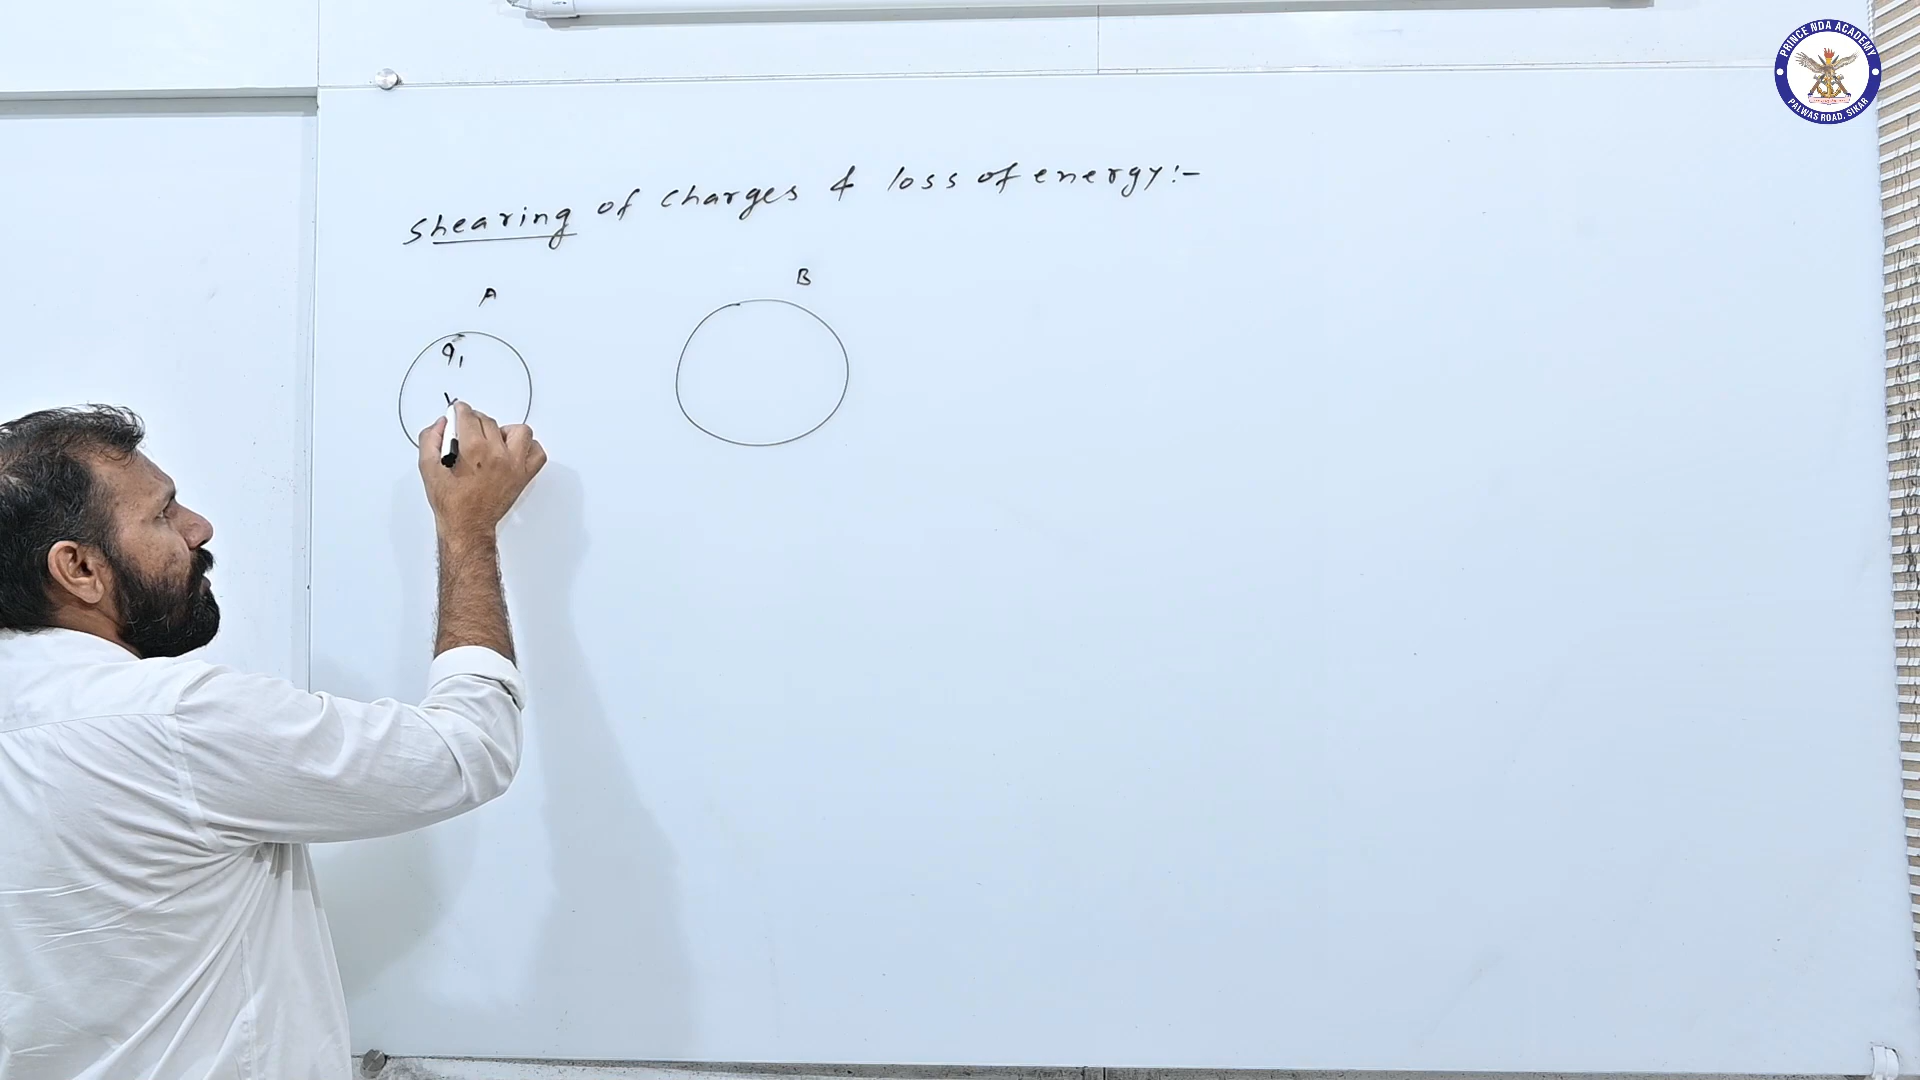 PRINCE NDA ACADEMY
PALWAS ROAD, SIKAR
shearing of charges & loss of energy:-
A
B
q1